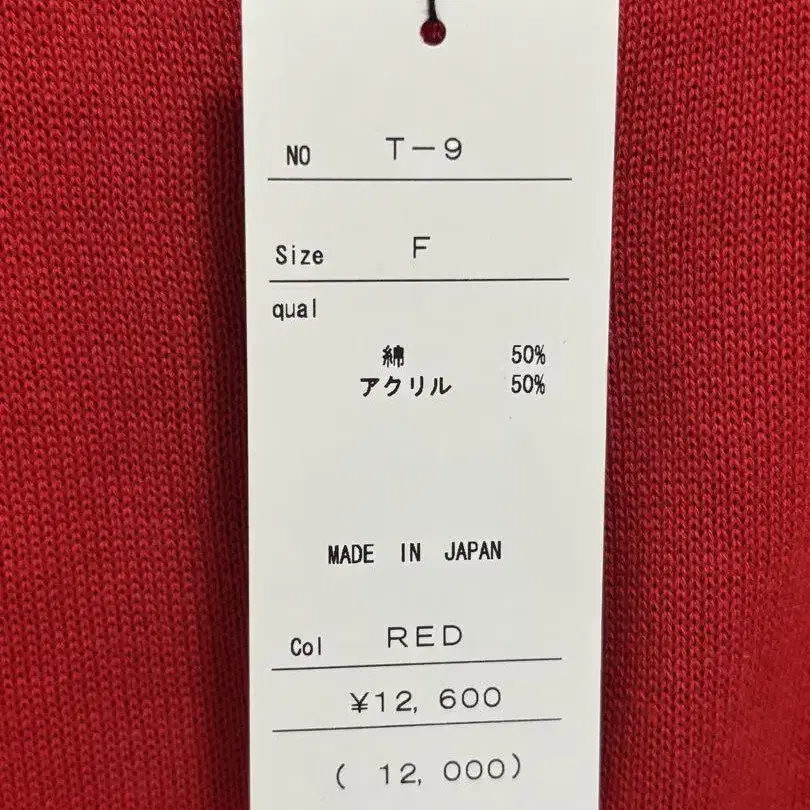 NO T-9
Size F
qual
綿 50%
アクリル 50%
MADE IN JAPAN
Col RED
¥12,600
(12,000)